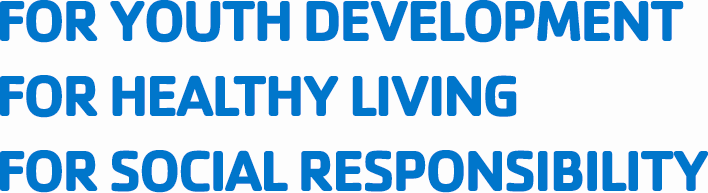 FOR YOUTH DEVELOPMENT
FOR HEALTHY LIVING
FOR SOCIAL RESPONSIBILITY